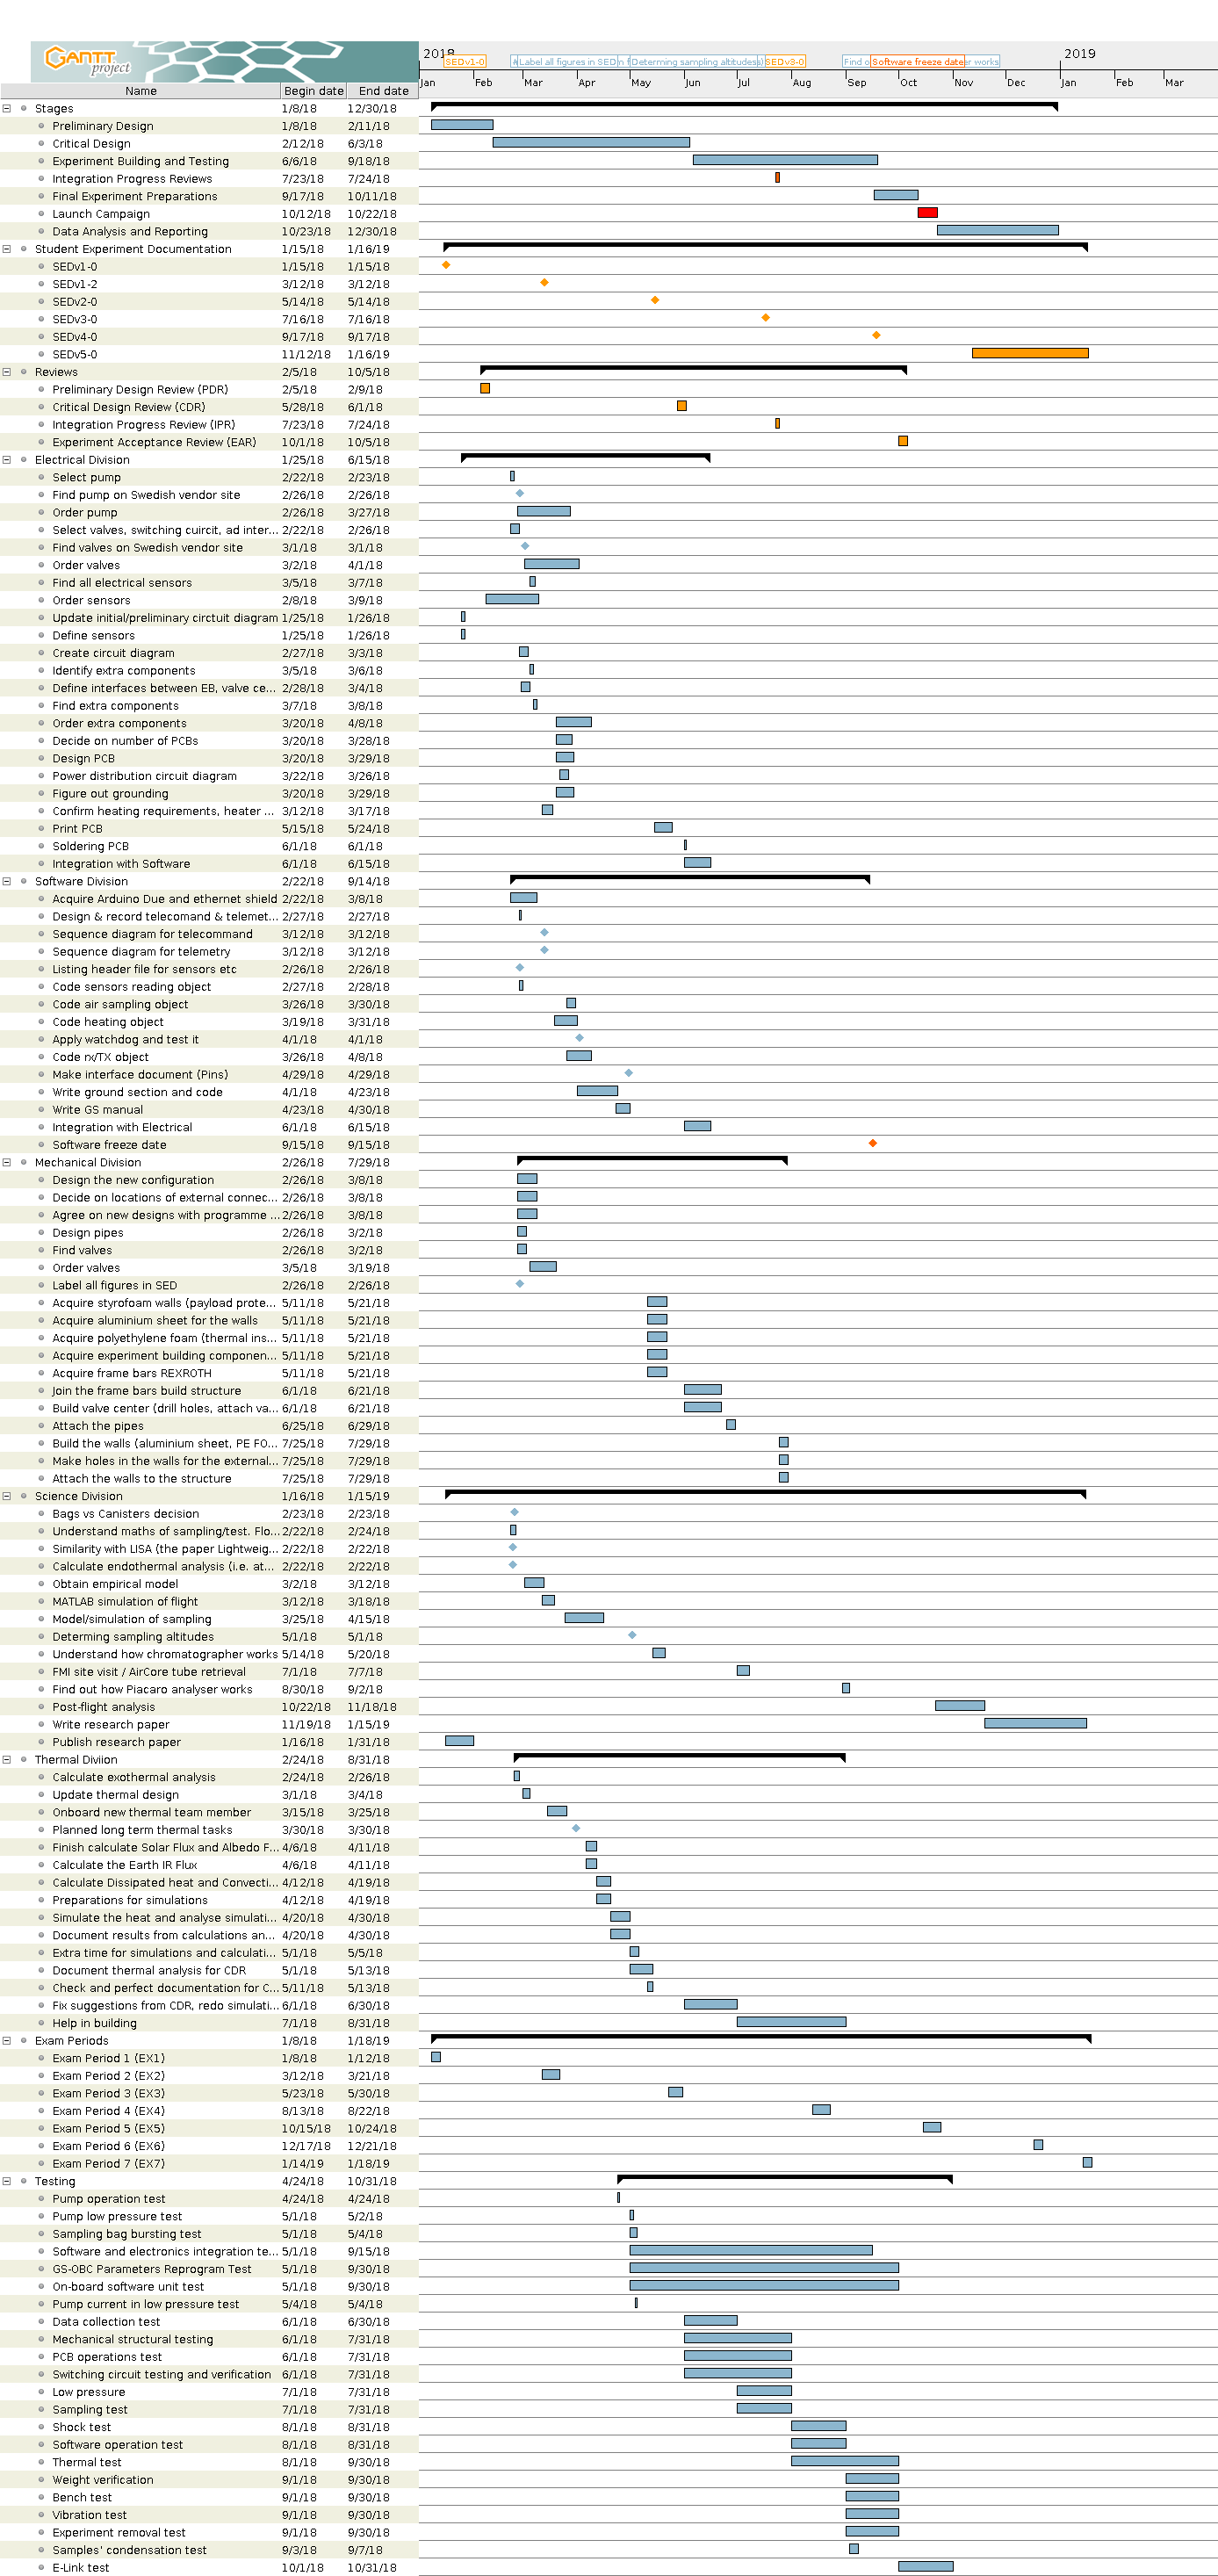 GANTT
project
2018
2019
SEDv1-0
Label all figures in SED
Determing sampling altitudes
SEDv3-0
Find o
Software freeze date
er works
Jan Feb Mar Apr May Jun Jul Aug Sep Oct Nov Dec Jan Feb Mar
Name Begin date End date
Stages 1/8/18 12/30/18
Preliminary Design 1/8/18 2/11/18
Critical Design 2/12/18 6/3/18
Experiment Building and Testing 6/6/18 9/18/18
Integration Progress Reviews 7/23/18 7/24/18
Final Experiment Preparations 9/17/18 10/11/18
Launch Campaign 10/12/18 10/22/18
Data Analysis and Reporting 10/23/18 12/30/18
Student Experiment Documentation 1/15/18 1/16/19
SEDv1-0 1/15/18 1/15/18
SEDv1-2 3/12/18 3/12/18
SEDv2-0 5/14/18 5/14/18
SEDv3-0 7/16/18 7/16/18
SEDv4-0 9/17/18 9/17/18
SEDv5-0 11/12/18 1/16/19
Reviews 2/5/18 10/5/18
Preliminary Design Review (PDR) 2/5/18 2/9/18
Critical Design Review (CDR) 5/28/18 6/1/18
Integration Progress Review (IPR) 7/23/18 7/24/18
Experiment Acceptance Review (EAR) 10/1/18 10/5/18
Electrical Division 1/25/18 6/15/18
Select pump 2/22/18 2/23/18
Find pump on Swedish vendor site 2/26/18 2/26/18
Order pump 2/26/18 3/27/18
Select valves, switching cuircit, ad inter... 2/22/18 2/26/18
Find valves on Swedish vendor site 3/1/18 3/1/18
Order valves 3/2/18 4/1/18
Find all electrical sensors 3/5/18 3/7/18
Order sensors 2/8/18 3/9/18
Update initial/preliminary circtuit diagram 1/25/18 1/26/18
Define sensors 1/25/18 1/26/18
Create circuit diagram 2/27/18 3/3/18
Identify extra components 3/5/18 3/6/18
Define interfaces between EB, valve ce... 2/28/18 3/4/18
Find extra components 3/7/18 3/8/18
Order extra components 3/20/18 4/8/18
Decide on number of PCBs 3/20/18 3/28/18
Design PCB 3/20/18 3/29/18
Power distribution circuit diagram 3/22/18 3/26/18
Figure out grounding 3/20/18 3/29/18
Confirm heating requirements, heater ... 3/12/18 3/17/18
Print PCB 5/15/18 5/24/18
Soldering PCB 6/1/18 6/1/18
Integration with Software 6/1/18 6/15/18
Software Division 2/22/18 9/14/18
Acquire Arduino Due and ethernet shield 2/22/18 3/8/18
Design & record telecomand & telemet... 2/27/18 2/27/18
Sequence diagram for telecommand 3/12/18 3/12/18
Sequence diagram for telemetry 3/12/18 3/12/18
Listing header file for sensors etc 2/26/18 2/26/18
Code sensors reading object 2/27/18 2/28/18
Code air sampling object 3/26/18 3/30/18
Code heating object 3/19/18 3/31/18
Apply watchdog and test it 4/1/18 4/1/18
Code rx/TX object 3/26/18 4/8/18
Make interface document (Pins) 4/29/18 4/29/18
Write ground section and code 4/1/18 4/23/18
Write GS manual 4/23/18 4/30/18
Integration with Electrical 6/1/18 6/15/18
Software freeze date 9/15/18 9/15/18
Mechanical Division 2/26/18 7/29/18
Design the new configuration 2/26/18 3/8/18
Decide on locations of external connec... 2/26/18 3/8/18
Agree on new designs with programme ... 2/26/18 3/8/18
Design pipes 2/26/18 3/2/18
Find valves 2/26/18 3/2/18
Order valves 3/5/18 3/19/18
Label all figures in SED 2/26/18 2/26/18
Acquire styrofoam walls (payload prote... 5/11/18 5/21/18
Acquire aluminium sheet for the walls 5/11/18 5/21/18
Acquire polyethylene foam (thermal ins... 5/11/18 5/21/18
Acquire experiment building componen... 5/11/18 5/21/18
Acquire frame bars REXROTH 5/11/18 5/21/18
Join the frame bars build structure 6/1/18 6/21/18
Build valve center (drill holes, attach va... 6/1/18 6/21/18
Attach the pipes 6/25/18 6/29/18
Build the walls (aluminium sheet, PE FO... 7/25/18 7/29/18
Make holes in the walls for the external... 7/25/18 7/29/18
Attach the walls to the structure 7/25/18 7/29/18
Science Division 1/16/18 1/15/19
Bags vs Canisters decision 2/23/18 2/23/18
Understand maths of sampling/test. Flo... 2/22/18 2/24/18
Similarity with LISA (the paper Lightweig... 2/22/18 2/22/18
Calculate endothermal analysis (i.e. at... 2/22/18 2/22/18
Obtain empirical model 3/2/18 3/12/18
MATLAB simulation of flight 3/12/18 3/18/18
Model/simulation of sampling 3/25/18 4/15/18
Determing sampling altitudes 5/1/18 5/1/18
Understand how chromatographer works 5/14/18 5/20/18
FMI site visit / AirCore tube retrieval 7/1/18 7/7/18
Find out how Piacaro analyser works 8/30/18 9/2/18
Post-flight analysis 10/22/18 11/18/18
Write research paper 11/19/18 1/15/19
Publish research paper 1/16/18 1/31/18
Thermal Diviion 2/24/18 8/31/18
Calculate exothermal analysis 2/24/18 2/26/18
Update thermal design 3/1/18 3/4/18
Onboard new thermal team member 3/15/18 3/25/18
Planned long term thermal tasks 3/30/18 3/30/18
Finish calculate Solar Flux and Albedo F... 4/6/18 4/11/18
Calculate the Earth IR Flux 4/6/18 4/11/18
Calculate Dissipated heat and Convecti... 4/12/18 4/19/18
Preparations for simulations 4/12/18 4/19/18
Simulate the heat and analyse simulati... 4/20/18 4/30/18
Document results from calculations an... 4/20/18 4/30/18
Extra time for simulations and calculati... 5/1/18 5/5/18
Document thermal analysis for CDR 5/1/18 5/13/18
Check and perfect documentation for C... 5/11/18 5/13/18
Fix suggestions from CDR, redo simulati... 6/1/18 6/30/18
Help in building 7/1/18 8/31/18
Exam Periods 1/8/18 1/18/19
Exam Period 1 (EX1) 1/8/18 1/12/18
Exam Period 2 (EX2) 3/12/18 3/21/18
Exam Period 3 (EX3) 5/23/18 5/30/18
Exam Period 4 (EX4) 8/13/18 8/22/18
Exam Period 5 (EX5) 10/15/18 10/24/18
Exam Period 6 (EX6) 12/17/18 12/21/18
Exam Period 7 (EX7) 1/14/19 1/18/19
Testing 4/24/18 10/31/18
Pump operation test 4/24/18 4/24/18
Pump low pressure test 5/1/18 5/2/18
Sampling bag bursting test 5/1/18 5/4/18
Software and electronics integration te... 5/1/18 9/15/18
GS-OBC Parameters Reprogram Test 5/1/18 9/30/18
On-board software unit test 5/1/18 9/30/18
Pump current in low pressure test 5/4/18 5/4/18
Data collection test 6/1/18 6/30/18
Mechanical structural testing 6/1/18 7/31/18
PCB operations test 6/1/18 7/31/18
Switching circuit testing and verification 6/1/18 7/31/18
Low pressure 7/1/18 7/31/18
Sampling test 7/1/18 7/31/18
Shock test 8/1/18 8/31/18
Software operation test 8/1/18 8/31/18
Thermal test 8/1/18 9/30/18
Weight verification 9/1/18 9/30/18
Bench test 9/1/18 9/30/18
Vibration test 9/1/18 9/30/18
Experiment removal test 9/1/18 9/30/18
Samples' condensation test 9/3/18 9/7/18
E-Link test 10/1/18 10/31/18